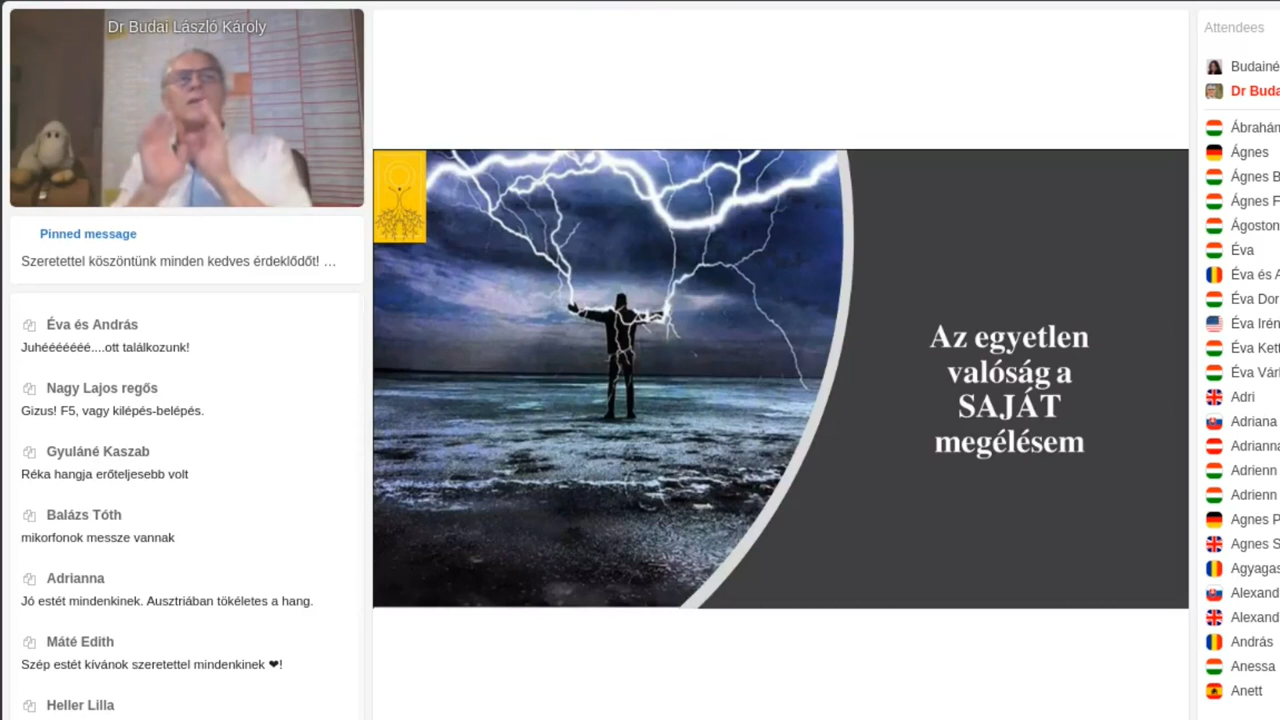 Dr Budai László Károly
Pinned message
Szeretettel köszöntünk minden kedves érdeklődőt! …
Éva és András
Juhééééééé....ott találkozunk!
Nagy Lajos regős
Gizus! F5, vagy kilépés-belépés.
Gyuláné Kaszab
Réka hangja erőteljesebb volt
Balázs Tóth
mikorfonok messze vannak
Adrianna
Jó estét mindenkinek. Ausztriában tökéletes a hang.
Máté Edith
Szép estét kívánok szeretettel mindenkinek ❤!
Heller Lilla
Az egyetlen
valóság a
SAJÁT
megélésem
Attendees
Budainé
Dr Buda
Ábrahám
Ágnes
Ágnes B
Ágnes F
Ágoston
Éva
Éva és A
Éva Dor
Éva Irén
Éva Kett
Éva Vár
Adri
Adriana
Adrianna
Adrienn
Adrienn
Agnes P
Agnes S
Agyagas
Alexand
Alexand
András
Anessa
Anett